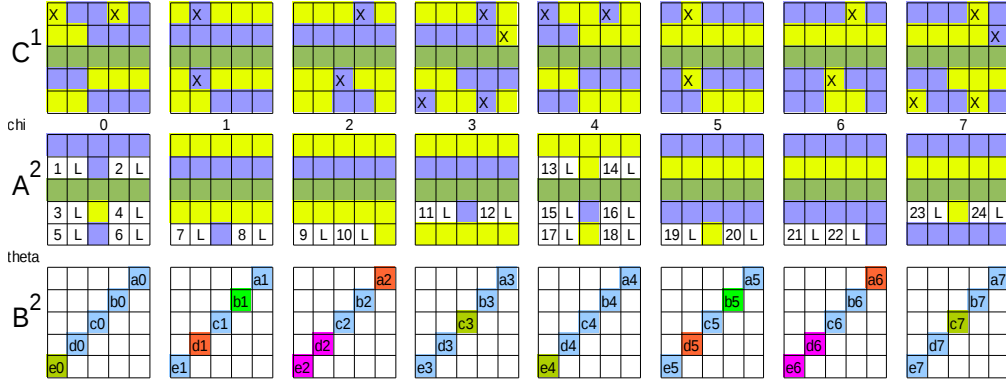 C1
X X X X X X X X X X X
X X
X X X X
X X X X
chi 0 1 2 3 4 5 6 7
A2
1 L 2 L 13 L 14 L
3 L 4 L 11 L 12 L 15 L 16 L 23 L 24 L
5 L 6 L 7 L 8 L 9 L 10 L 17 L 18 L 19 L 20 L 21 L 22 L
theta
B2
a0 a1 a2 a3 a4 a5 a6 a7
b0 b1 b2 b3 b4 b5 b6 b7
c0 c1 c2 c3 c4 c5 c6 c7
d0 d1 d2 d3 d4 d5 d6 d7
e0 e1 e2 e3 e4 e5 e6 e7